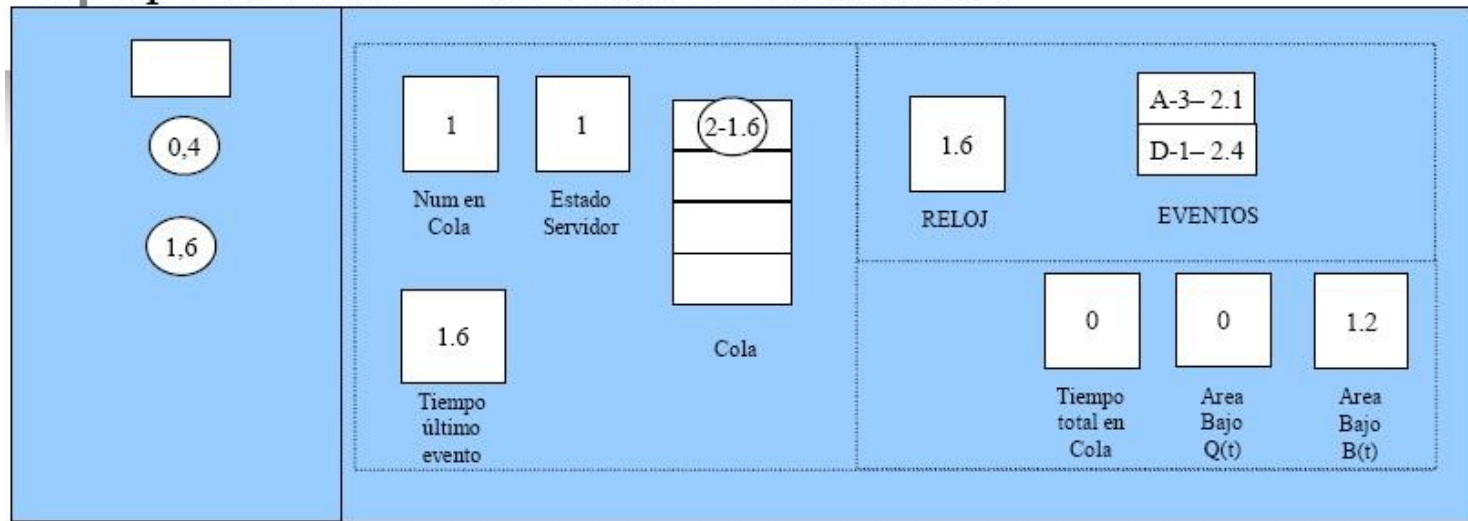 0,4
1,6
1
Num en
Cola
1
Estado
Servidor
2-1.6
Cola
1.6
Tiempo
último
evento
1.6
RELOJ
A-3– 2.1
D-1– 2.4
EVENTOS
0
Tiempo
total en
Cola
0
Area
Bajo
Q(t)
1.2
Area
Bajo
B(t)